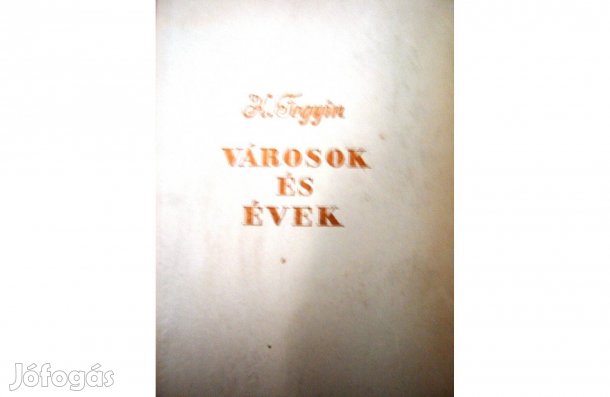 K. Fegyin
VÁROSOK
ÉS
ÉVEK
Jófogás